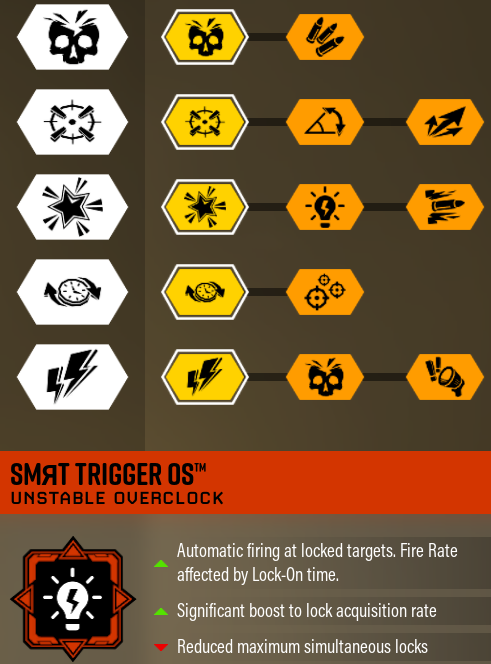 SMЯT TRIGGER OS™
UNSTABLE OVERCLOCK
Automatic firing at locked targets. Fire Rate
affected by Lock-On time.
Significant boost to lock acquisition rate
Reduced maximum simultaneous locks